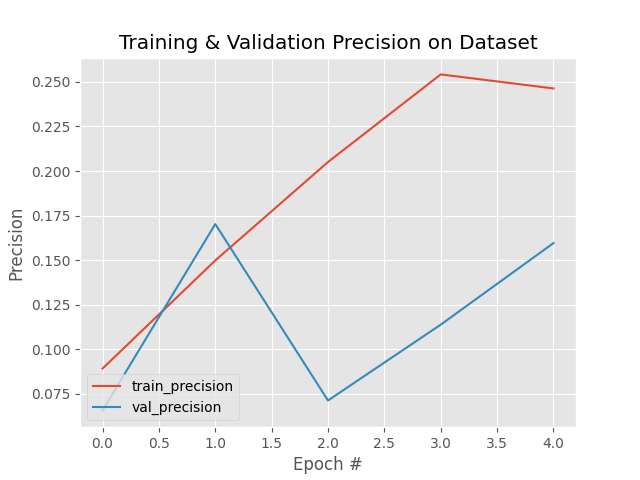 Training & Validation Precision on Dataset
0.250
0.225
0.200
0.175
0.150
0.125
0.100
0.075
Precision
train_precision
val_precision
0.0 0.5 1.0 1.5 2.0 2.5 3.0 3.5 4.0
Epoch #